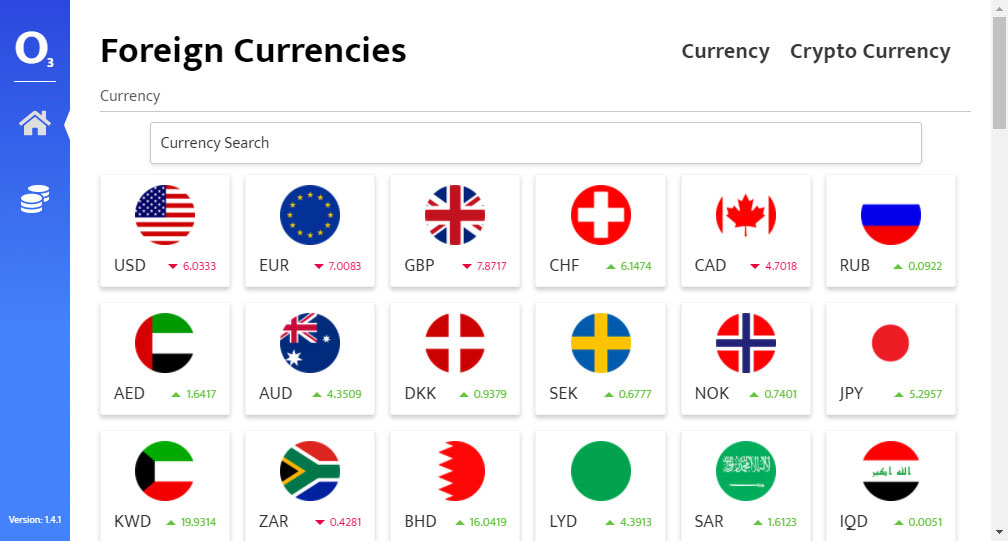 O3
Foreign Currencies
Currency Crypto Currency
Currency
Currency Search
USD 6.0333 EUR 7.0083 GBP 7.8717 CHF 6.1474 CAD 4.7018 RUB 0.0922
AED 1.6417 AUD 4.3509 DKK 0.9379 SEK 0.6777 NOK 0.7401 JPY 5.2957
الله اكبر
KWD 19.9314 ZAR 0.4281 BHD 16.0419 LYD 4.3913 SAR 1.6123 IQD 0.0051
Version: 1.4.1